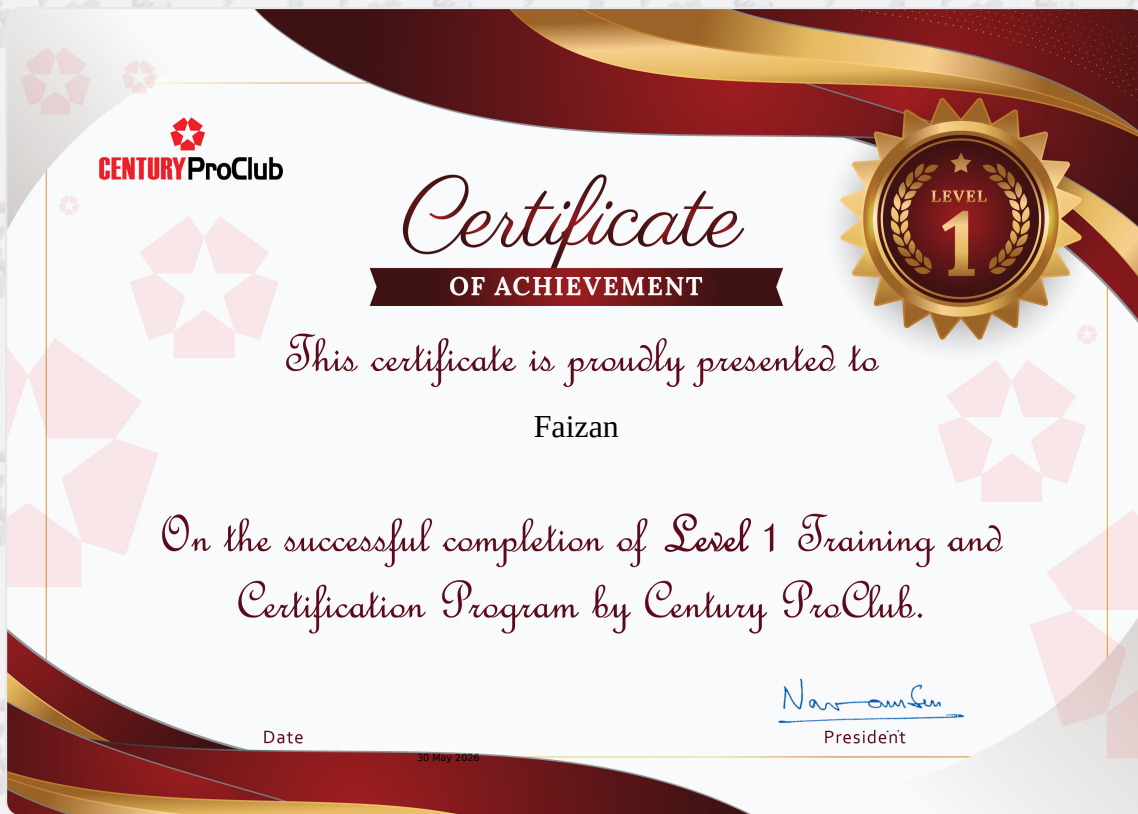 CENTURY ProClub
Certificate
OF ACHIEVEMENT
LEVEL
1
This certificate is proudly presented to
Faizan
On the successful completion of Level 1 Training and
Certification Program by Century ProClub.
Date
President
30 May 2026